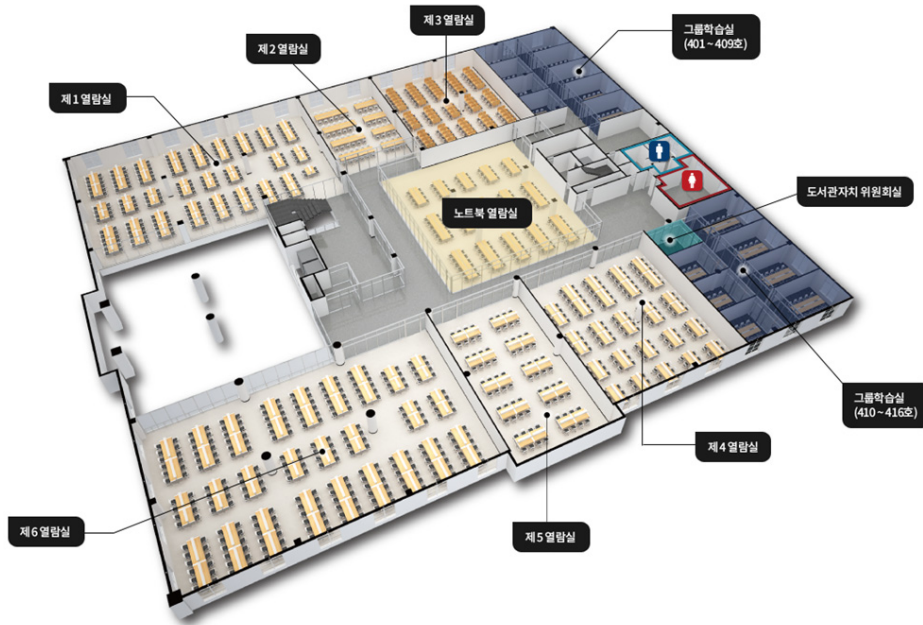 제3 열람실
그룹학습실
(401 ~ 409호)
제2 열람실
제1 열람실
도서관자치 위원회실
노트북 열람실
그룹학습실
(410 ~ 416호)
제4 열람실
제6 열람실
제5 열람실